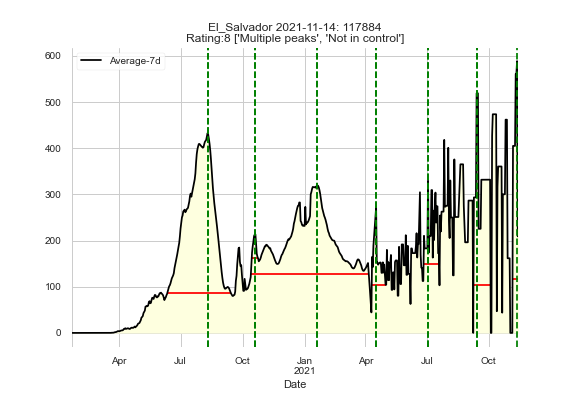 El_Salvador 2021-11-14: 117884
Rating:8 ['Multiple peaks', 'Not in control']
Average-7d
600
500
400
300
200
100
0
Apr Jul Oct Jan Apr Jul Oct
2021
Date